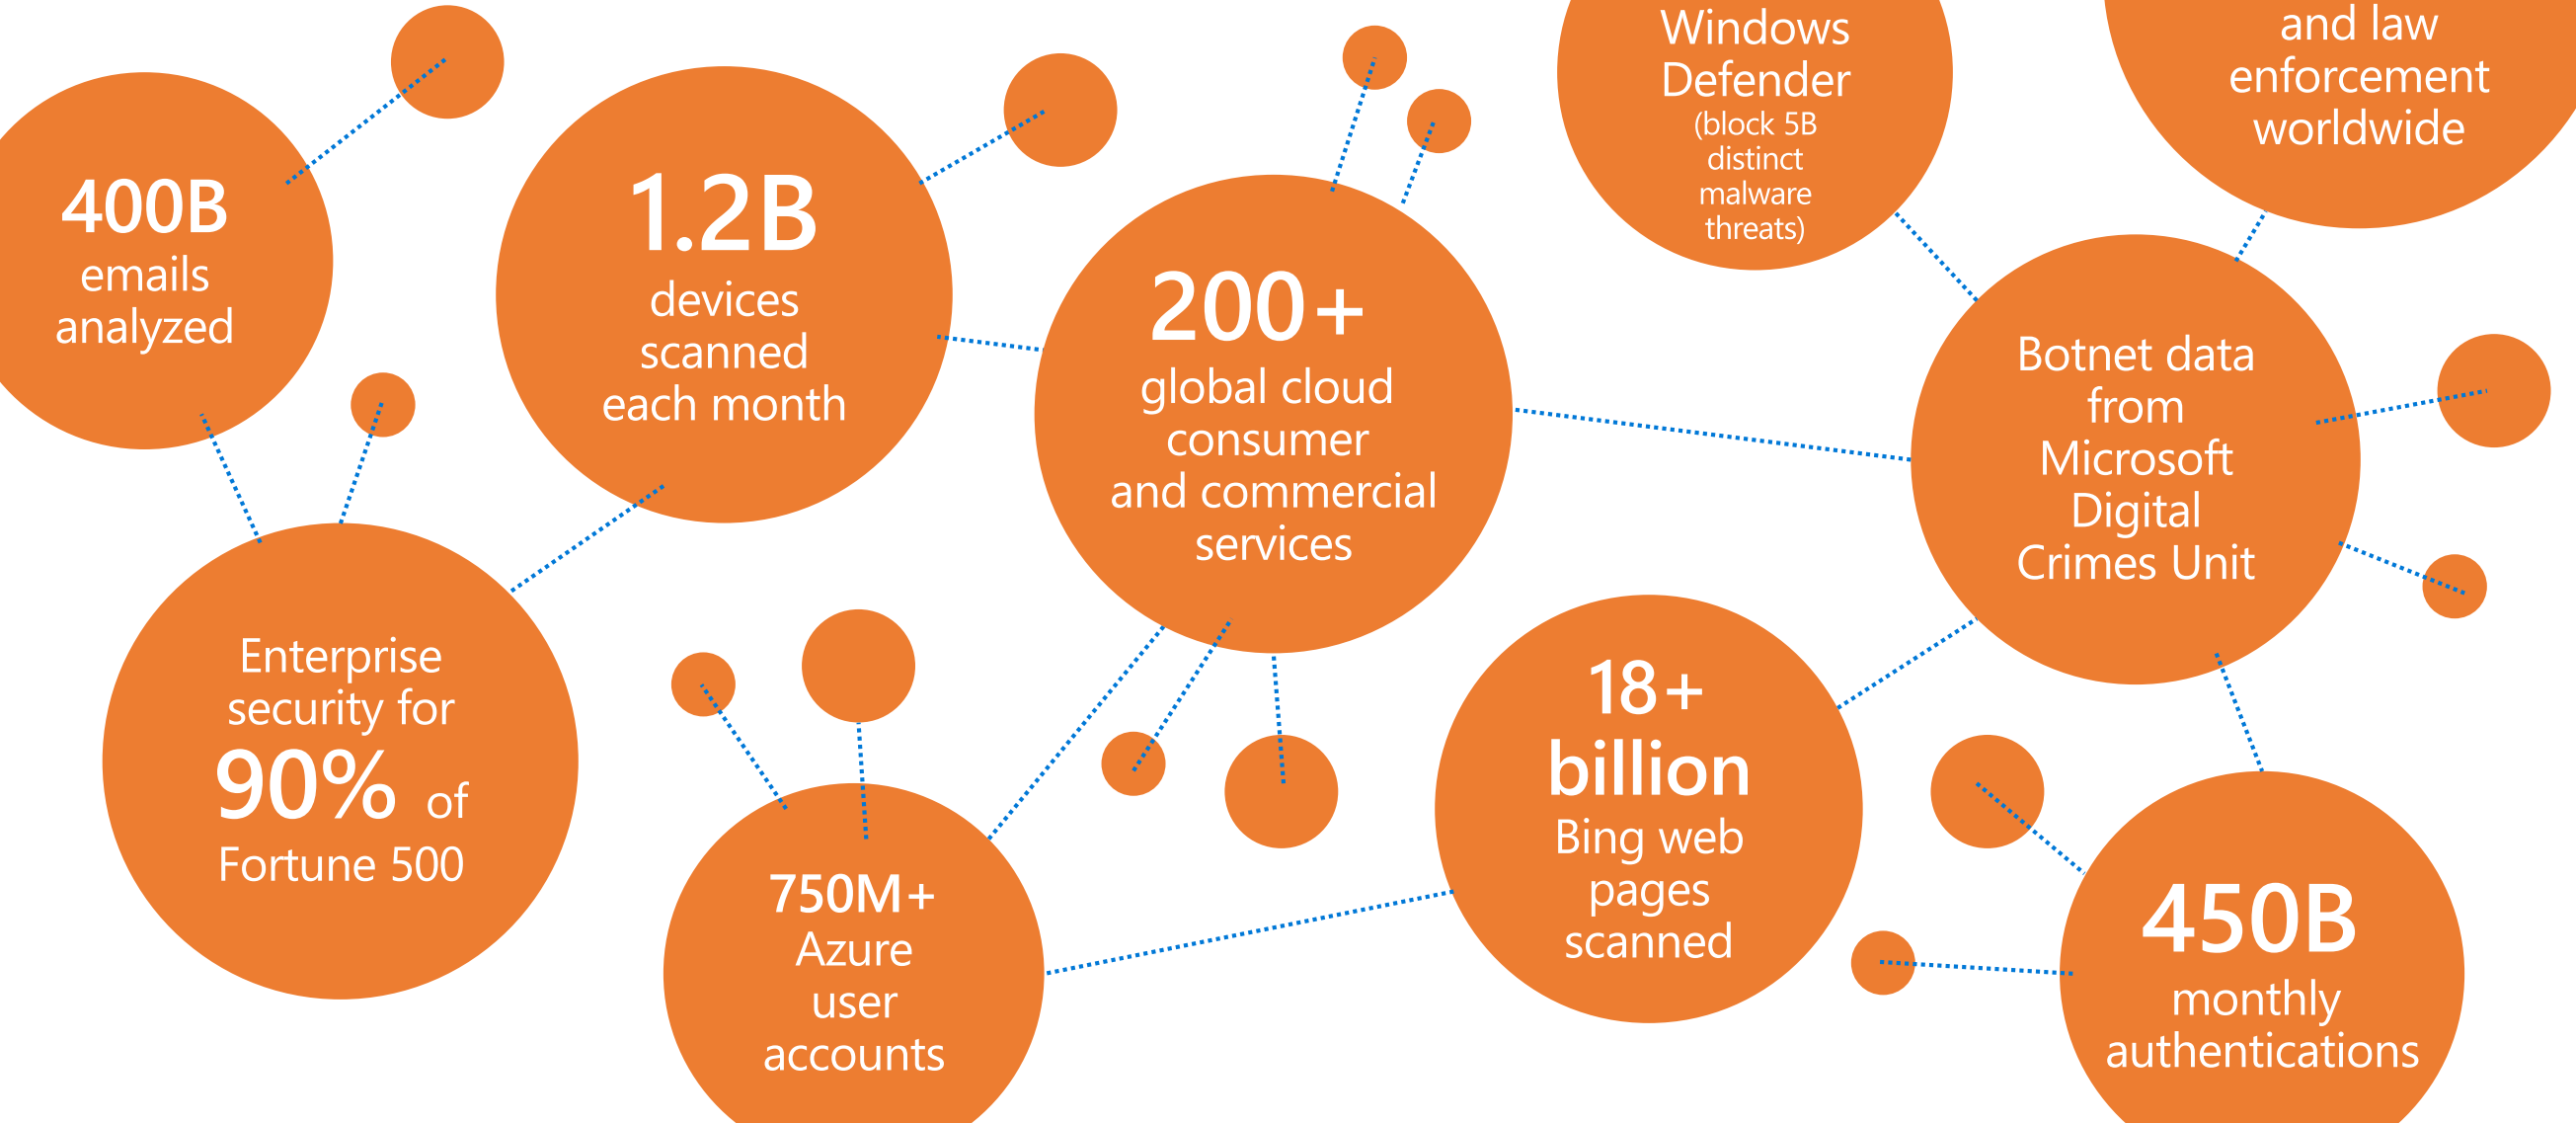 400B
emails
analyzed
1.2B
devices
scanned
each month
200+
global cloud
consumer
and commercial
services
Windows
Defender
(block 5B
distinct
malware
threats)
and law
enforcement
worldwide
Botnet data
from
Microsoft
Digital
Crimes Unit
Enterprise
security for
90% of
Fortune 500
750M+
Azure
user
accounts
18+
billion
Bing web
pages
scanned
450B
monthly
authentications